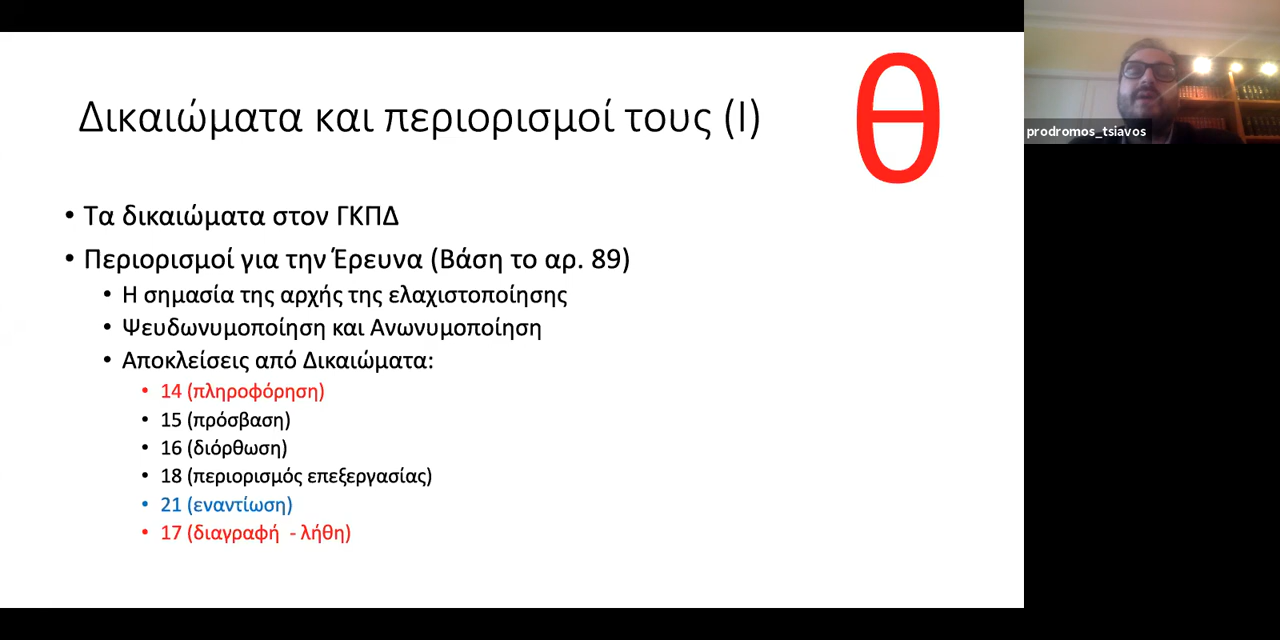 Δικαιώματα και περιορισμοί τους (Ι)
θ
• Τα δικαιώματα στον ΓΚΠΔ
• Περιορισμοί για την Έρευνα (Βάση το αρ. 89)
• Η σημασία της αρχής της ελαχιστοποίησης
• Ψευδωνυμοποίηση και Ανωνυμοποίηση
• Αποκλείσεις από Δικαιώματα:
• 14 (πληροφόρηση)
• 15 (πρόσβαση)
• 16 (διόρθωση)
• 18 (περιορισμός επεξεργασίας)
• 21 (εναντίωση)
• 17 (διαγραφή - λήθη)
prodromos_tsiavos